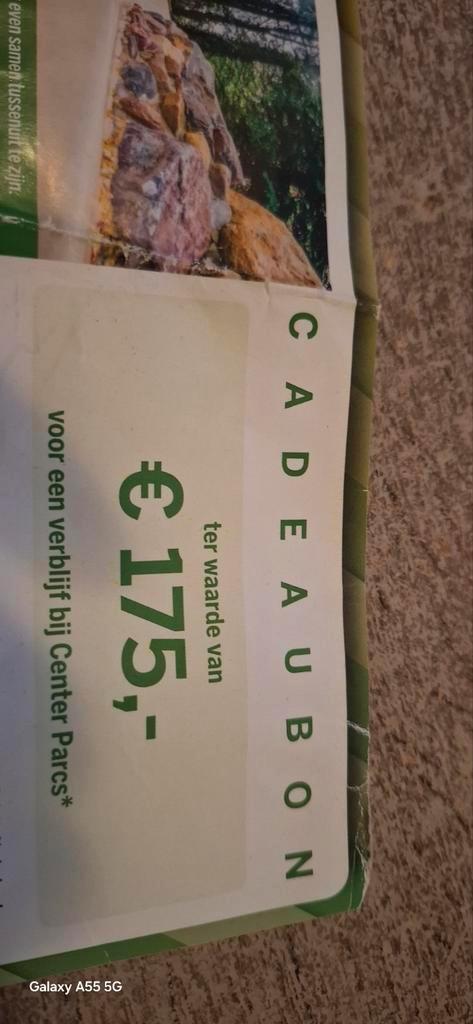 even samen tussenuit te zijn.
CADEAUBON
ter waarde van
€ 175,-
voor een verblijf bij Center Parcs*
Galaxy A55 5G